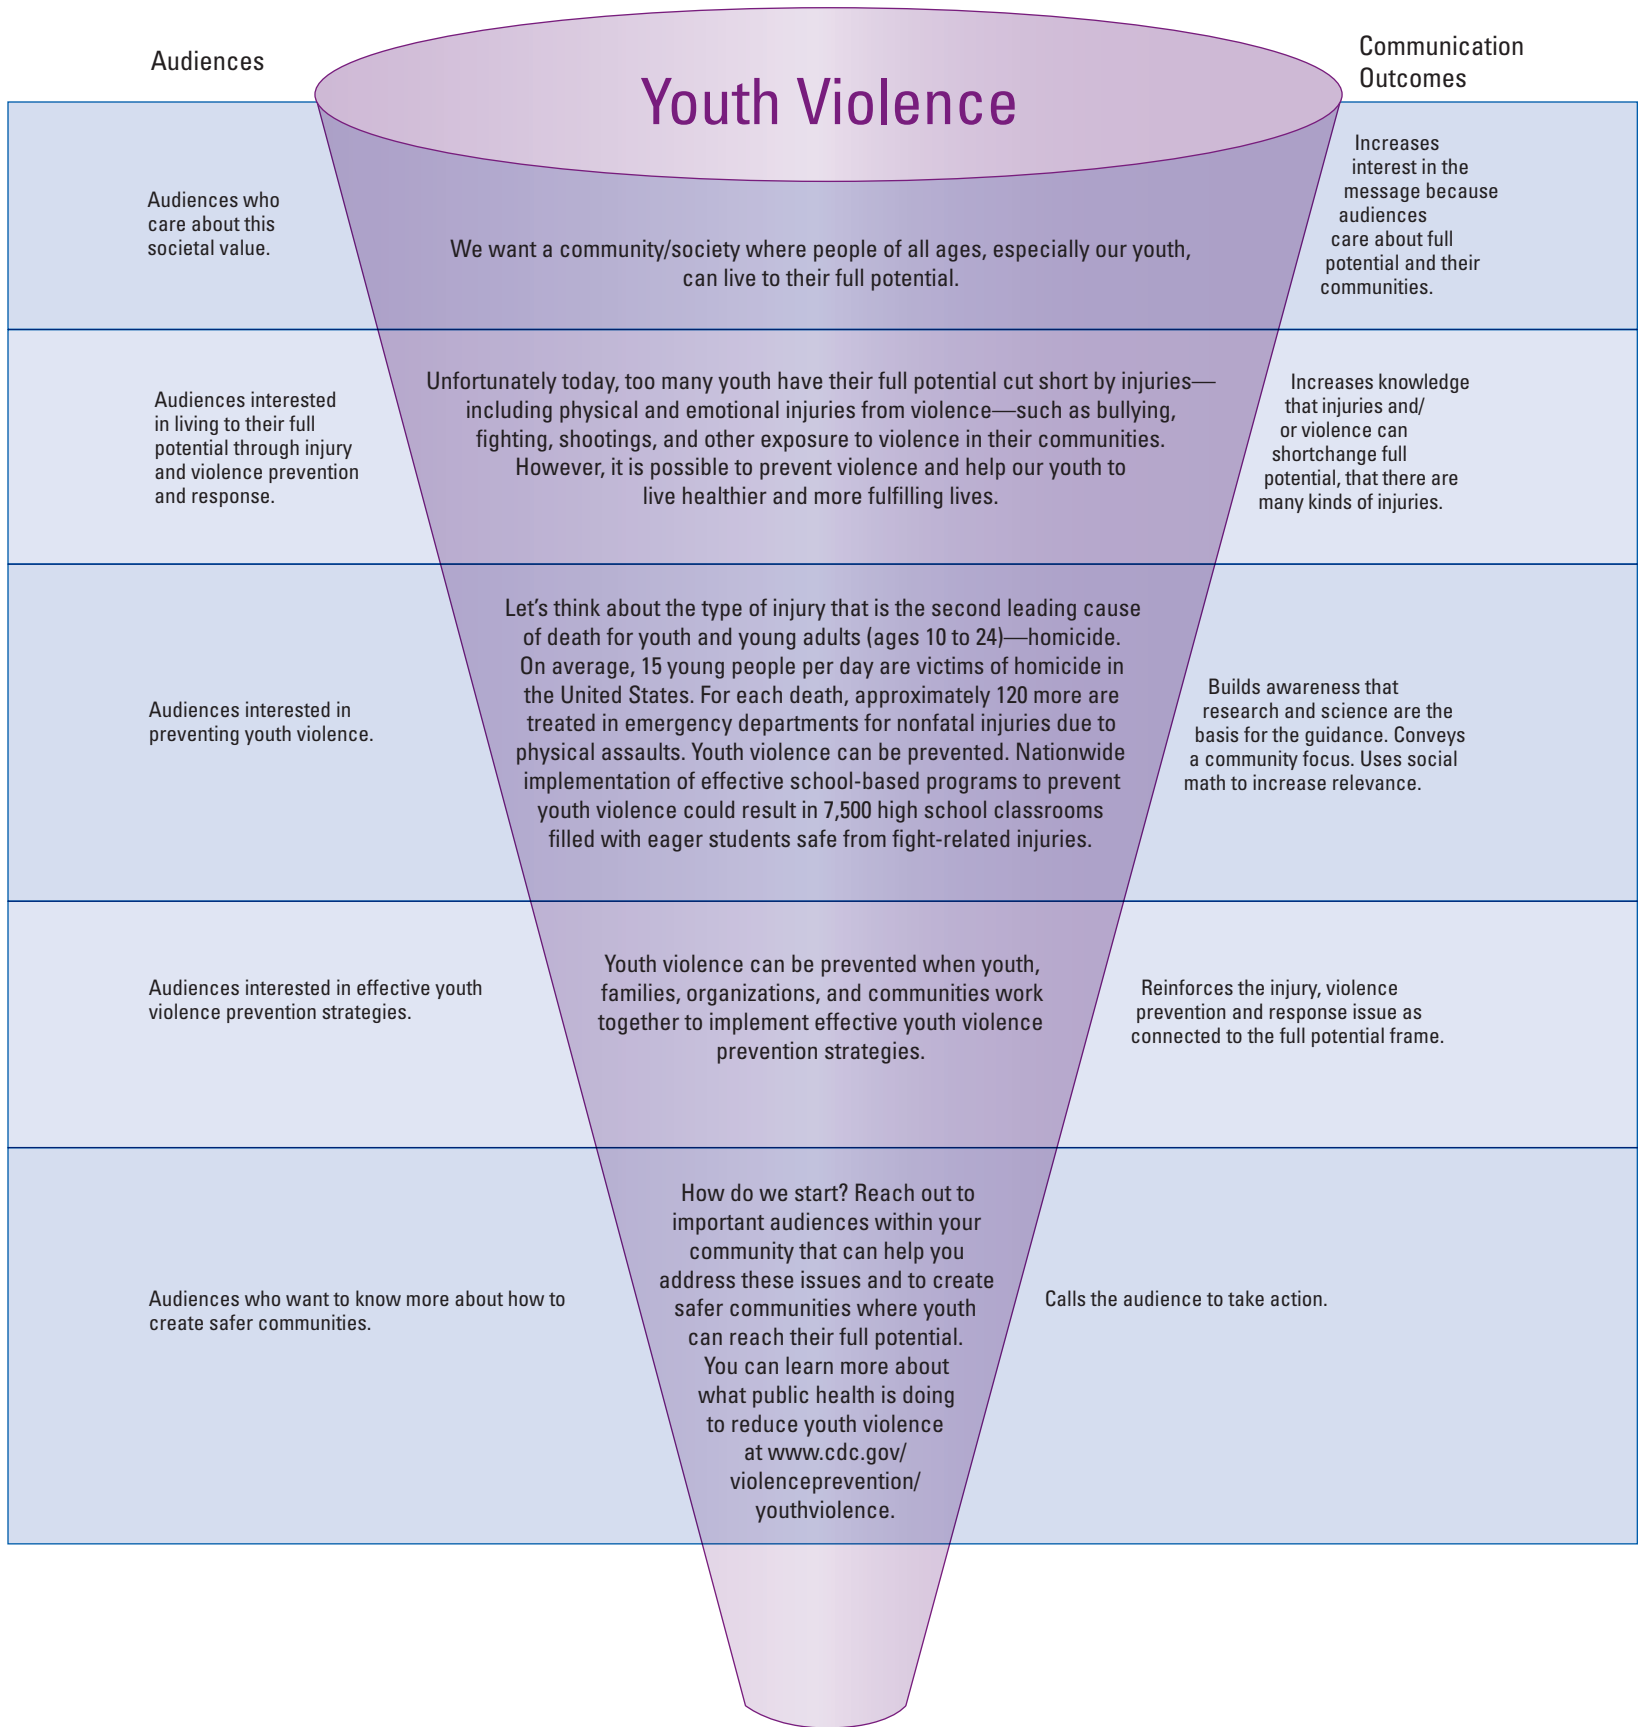 Audiences
Youth Violence
Communication
Outcomes
Audiences who
care about this
societal value.
We want a community/society where people of all ages, especially our youth,
can live to their full potential.
Increases
interest in the
message because
audiences
care about full
potential and their
communities.
Audiences interested
in living to their full
potential through injury
and violence prevention
and response.
Unfortunately today, too many youth have their full potential cut short by injuries—
including physical and emotional injuries from violence—such as bullying,
fighting, shootings, and other exposure to violence in their communities.
However, it is possible to prevent violence and help our youth to
live healthier and more fulfilling lives.
Increases knowledge
that injuries and/
or violence can
shortchange full
potential, that there are
many kinds of injuries.
Audiences interested in
preventing youth violence.
Let's think about the type of injury that is the second leading cause
of death for youth and young adults (ages 10 to 24)—homicide.
On average, 15 young people per day are victims of homicide in
the United States. For each death, approximately 120 more are
treated in emergency departments for nonfatal injuries due to
physical assaults. Youth violence can be prevented. Nationwide
implementation of effective school-based programs to prevent
youth violence could result in 7,500 high school classrooms
filled with eager students safe from fight-related injuries.
Builds awareness that
research and science are the
basis for the guidance. Conveys
a community focus. Uses social
math to increase relevance.
Audiences interested in effective youth
violence prevention strategies.
Youth violence can be prevented when youth,
families, organizations, and communities work
together to implement effective youth violence
prevention strategies.
Reinforces the injury, violence
prevention and response issue as
connected to the full potential frame.
Audiences who want to know more about how to
create safer communities.
How do we start? Reach out to
important audiences within your
community that can help you
address these issues and to create
safer communities where youth
can reach their full potential.
You can learn more about
what public health is doing
to reduce youth violence
at www.cdc.gov/
violenceprevention/
youthviolence.
Calls the audience to take action.